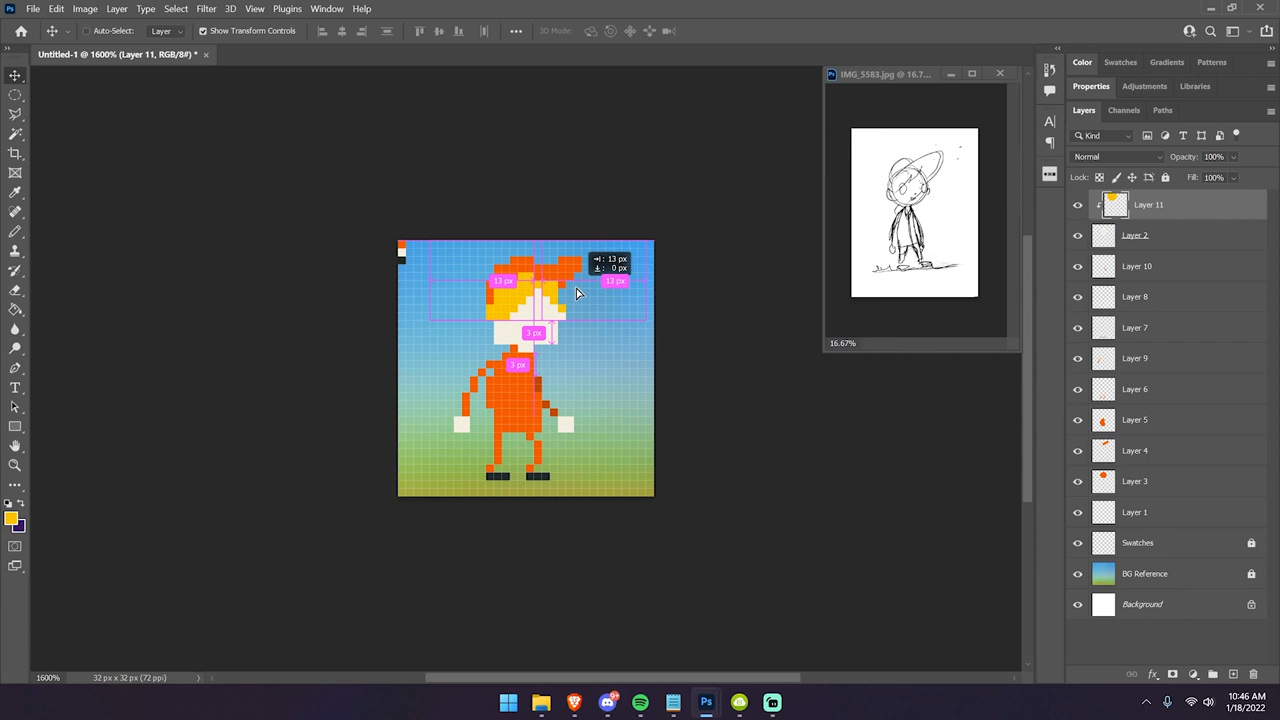 Ps File Edit Image Layer Type Select Filter 3D View Plugins Window Help
Auto-Select: Layer Show Transform Controls 3D Mode:
Untitled-1 @ 1600% (Layer 11, RGB/8#) *
Ps IMG_5583.jpg @ 16.7...
Color Swatches Gradients Patterns
Properties Adjustments Libraries
Layers Channels Paths
Kind
Normal Opacity: 100%
Lock: Fill: 100%
Layer 11
Layer 2
Layer 10
Layer 8
Layer 7
Layer 9
Layer 6
Layer 5
Layer 4
Layer 3
Layer 1
Swatches
BG Reference
Background
13 px
0 px
13 px
13 px
3 px
3 px
16.67%
1600% 32 px x 32 px (72 ppi)
9+
Ps
10:46 AM
1/18/2022